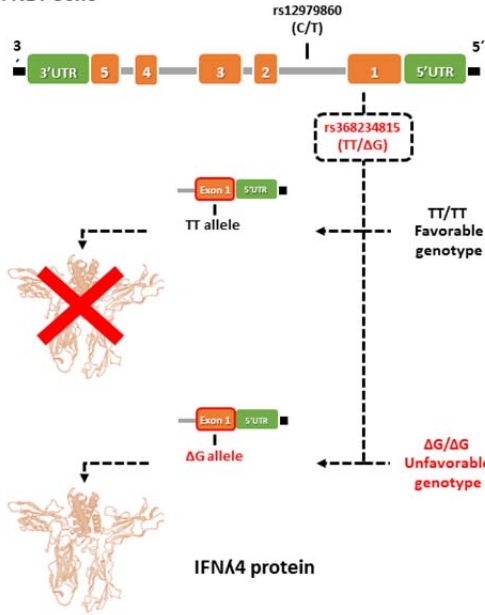 rs12979860
(C/T)
3
´
5´
3'UTR
5
4
3
2
1
5'UTR
rs368234815
(TT/ΔG)
Exon 1
5'UTR
TT allele
TT/TT
Favorable
genotype
Exon 1
5'UTR
ΔG allele
ΔG/ΔG
Unfavorable
genotype
IFNλ4 protein